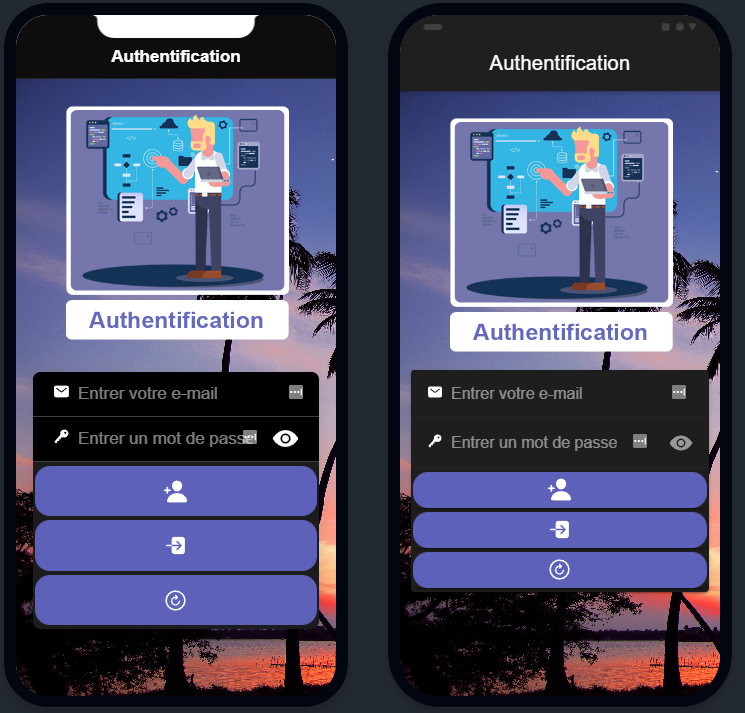 Authentification
Authentification
Entrer votre e-mail
Entrer un mot de passe
Authentification
Authentification
Entrer votre e-mail
Entrer un mot de passe